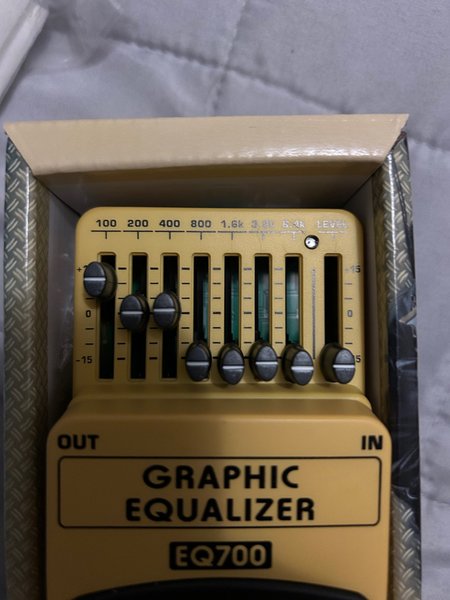 100 200 400 800 1.6k 3.2k 6.4k LEVEL
+15
0 0
-15 -15
OUT IN
GRAPHIC
EQUALIZER
EQ700